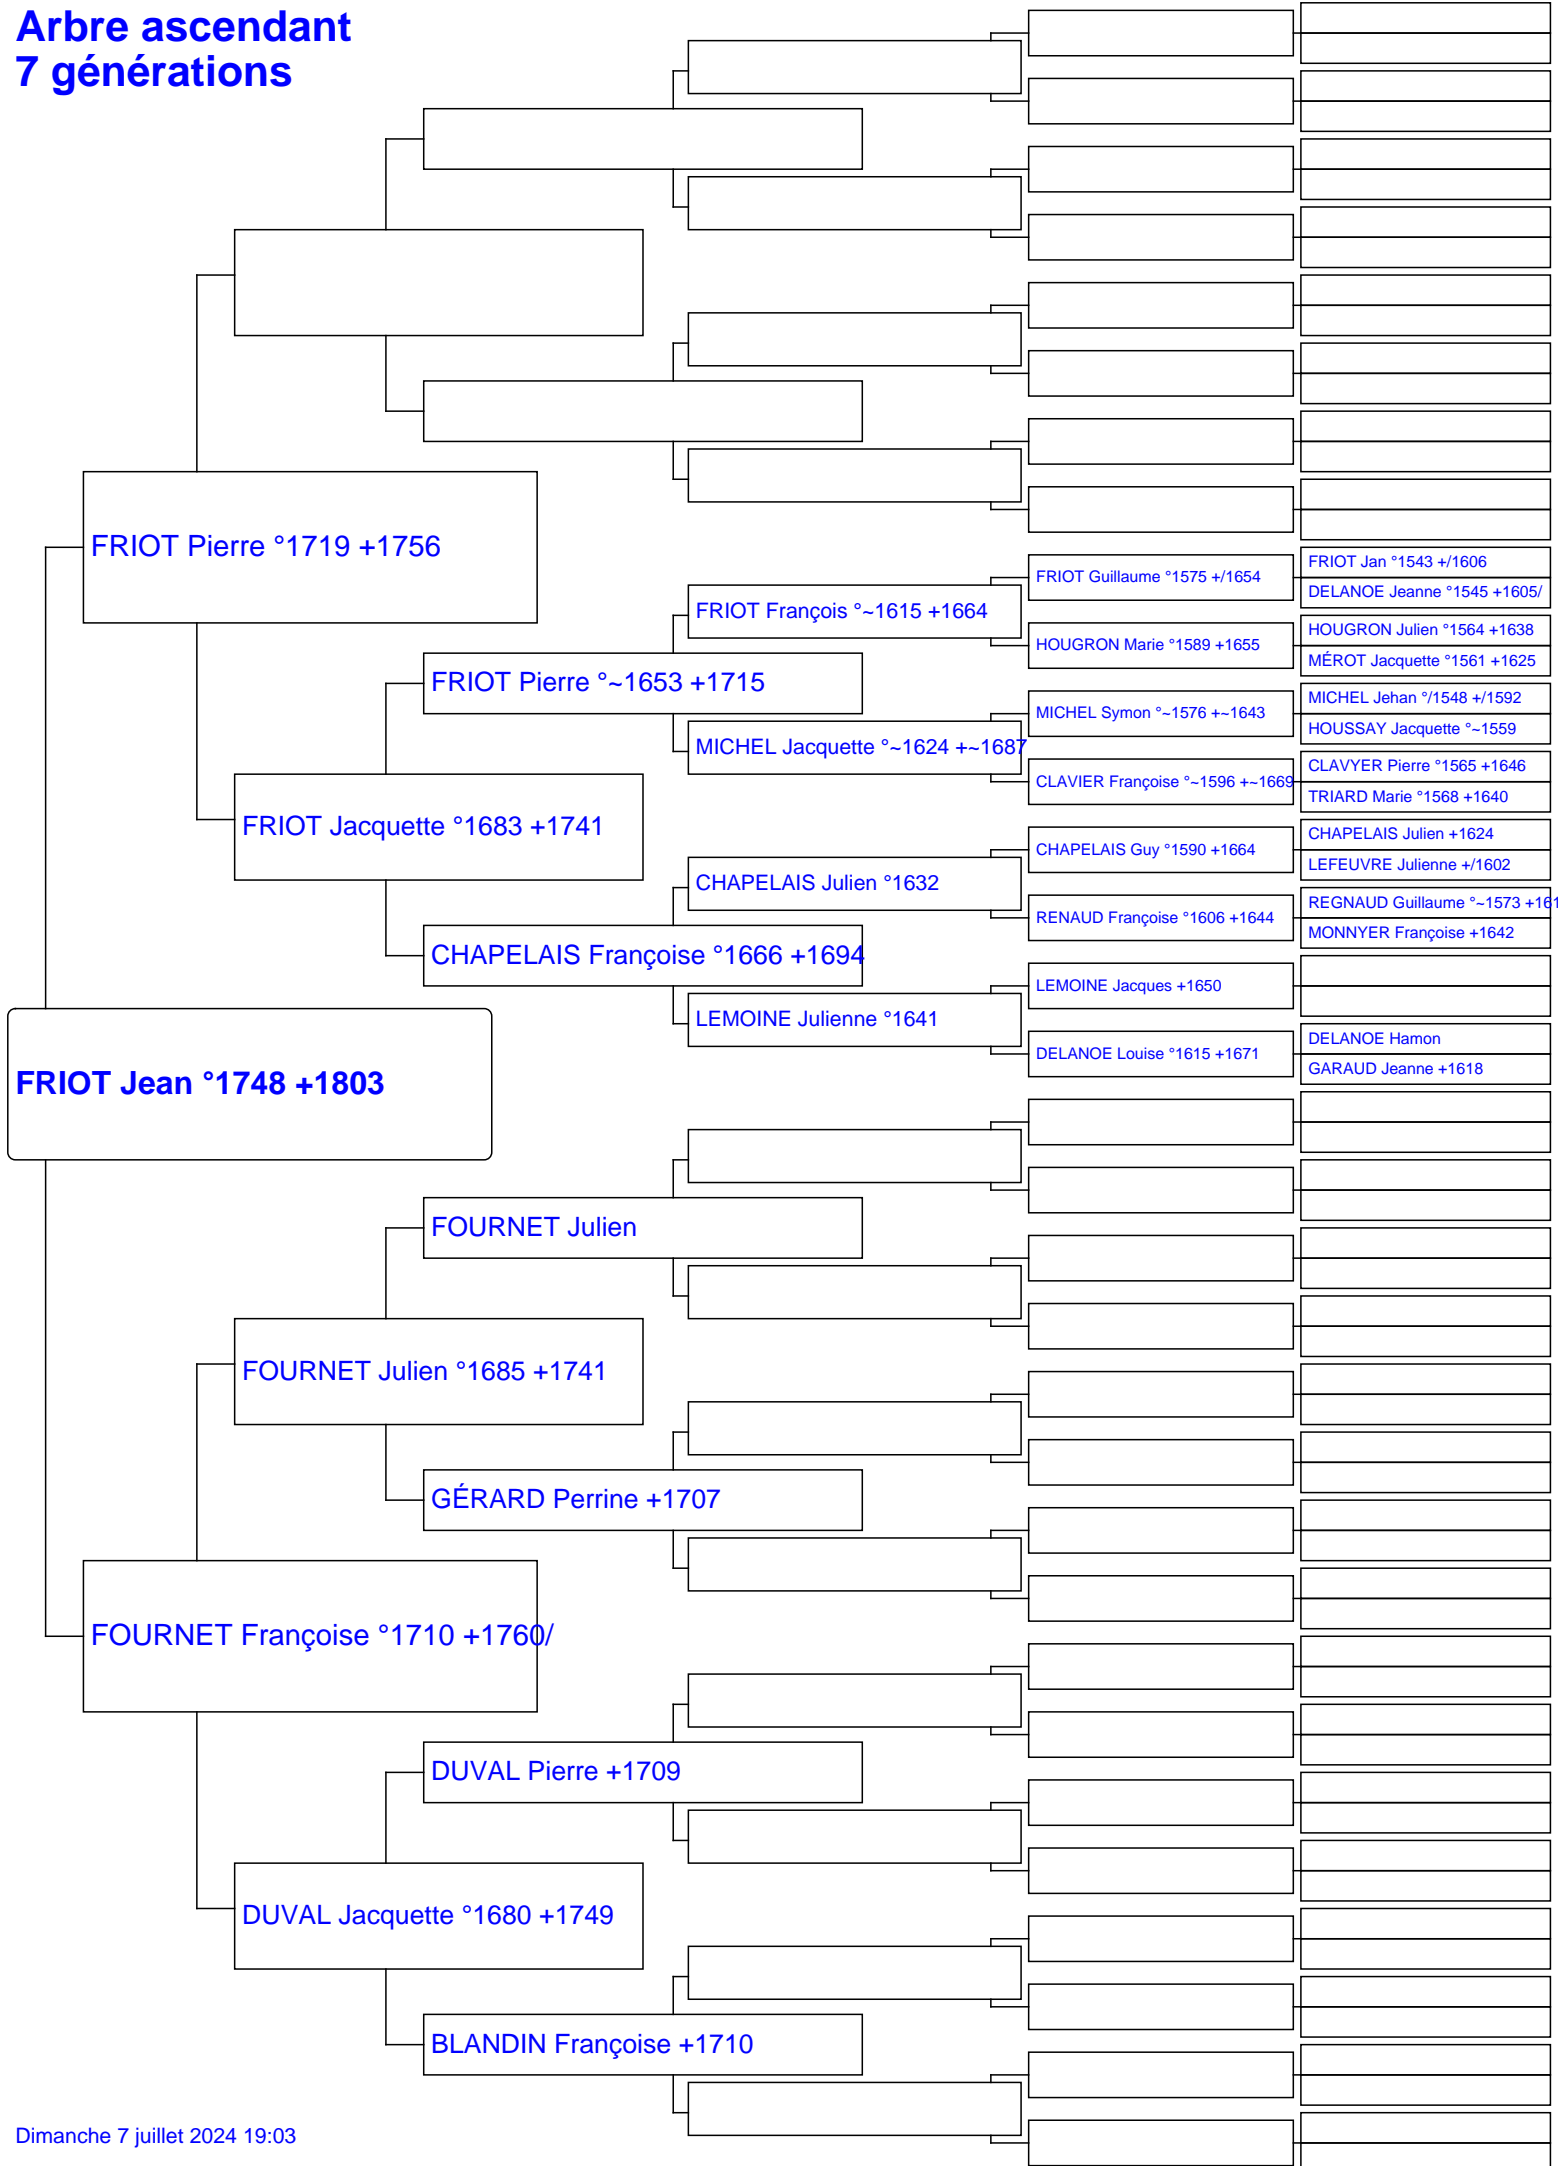 Arbre ascendant
7 générations
FRIOT Jean °1748 +1803
FRIOT Pierre °1719 +1756
FOURNET Françoise °1710 +1760/
FRIOT Jacquette °1683 +1741
FOURNET Julien °1685 +1741
DUVAL Jacquette °1680 +1749
FRIOT Pierre °~1653 +1715
CHAPELAIS Françoise °1666 +1694
FOURNET Julien
GÉRARD Perrine +1707
DUVAL Pierre +1709
BLANDIN Françoise +1710
FRIOT François °~1615 +1664
MICHEL Jacquette °~1624 +~1687
CHAPELAIS Julien °1632
LEMOINE Julienne °1641
FRIOT Guillaume °1575 +/1654
HOUGRON Marie °1589 +1655
MICHEL Symon °~1576 +~1643
CLAVIER Françoise °~1596 +~1669
CHAPELAIS Guy °1590 +1664
RENAUD Françoise °1606 +1644
LEMOINE Jacques +1650
DELANOE Louise °1615 +1671
FRIOT Jan °1543 +/1606
DELANOE Jeanne °1545 +1605/
HOUGRON Julien °1564 +1638
MÉROT Jacquette °1561 +1625
MICHEL Jehan °/1548 +/1592
HOUSSAY Jacquette °~1559
CLAVYER Pierre °1565 +1646
TRIARD Marie °1568 +1640
CHAPELAIS Julien +1624
LEFEUVRE Julienne +/1602
REGNAUD Guillaume °~1573 +161
MONNYER Françoise +1642
DELANOE Hamon
GARAUD Jeanne +1618
Dimanche 7 juillet 2024 19:03